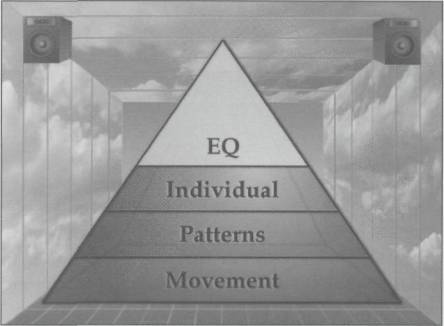 EQ
Individual
Patterns
Movement